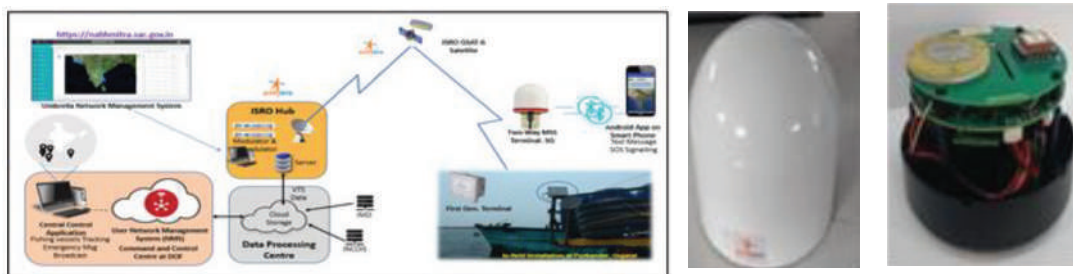 https://nabhmitra.sac.gov.in
Umbrella Network Management System
ISRO GSAT 6
Satellite
ISRO Hub
Modulator &
Server
VTS
Data
Cloud
Storage
IMD
INCOIS
Data Processing
Centre
Central Control
Application
Fishing vessels Tracking
Emergency Msg
Broadcast
User Network Management
System (NMS)
Command and Control
Centre at DOF
Two Way MSS
Terminal. SG
Android App on
Smart Phone
Text Message
SOS Signalling
First Gen. Terminal
In-field Installation at Porbandar, Gujarat